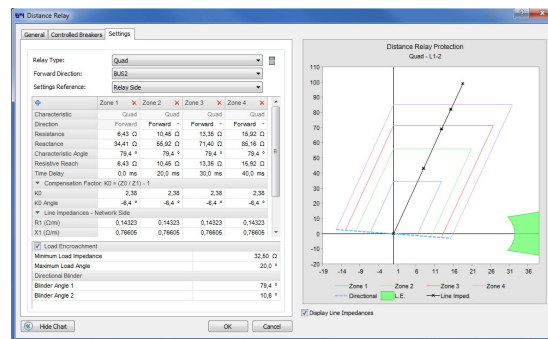 Distance Relay
General Controlled Breakers Settings
Relay Type: Quad
Forward Direction: BUS2
Settings Reference: Relay Side
Zone 1 Zone 2 Zone 3 Zone 4
Characteristic Quad Quad Quad Quad
Direction Forward Forward Forward Forward
Resistance 6,43 Ω 10,45 Ω 13,35 Ω 15,92 Ω
Reactance 34,41 Ω 55,92 Ω 71,40 Ω 85,16 Ω
Characteristic Angle 79,4 ° 79,4 ° 79,4 ° 79,4 °
Resistive Reach 6,43 Ω 10,45 Ω 13,35 Ω 15,92 Ω
Time Delay 0,0 ms 20,0 ms 30,0 ms 40,0 ms
Compensation Factor: K0 = (Z0 / Z1) - 1
K0 2,38 2,38 2,38 2,38
K0 Angle -6,4 ° -6,4 ° -6,4 ° -6,4 °
Line Impedances - Network Side
R1 (Ω/mi) 0,14323 0,14323 0,14323 0,14323
X1 (Ω/mi) 0,76605 0,76605 0,76605 0,76605
Load Encroachment
Minimum Load Impedance 32,50 Ω
Maximum Load Angle 20,0 °
Directional Blinder
Blinder Angle 1 79,4 °
Blinder Angle 2 10,6 °
Hide Chart OK Cancel
Distance Relay Protection
Quad - L1-2
110
100
90
80
70
60
50
40
30
20
10
0
-10
-20
-19 -14 -9 -4 1 6 11 16 21 26 31 36
Zone 1 Zone 2 Zone 3 Zone 4
Directional L.E. Line Imped.
Display Line Impedances